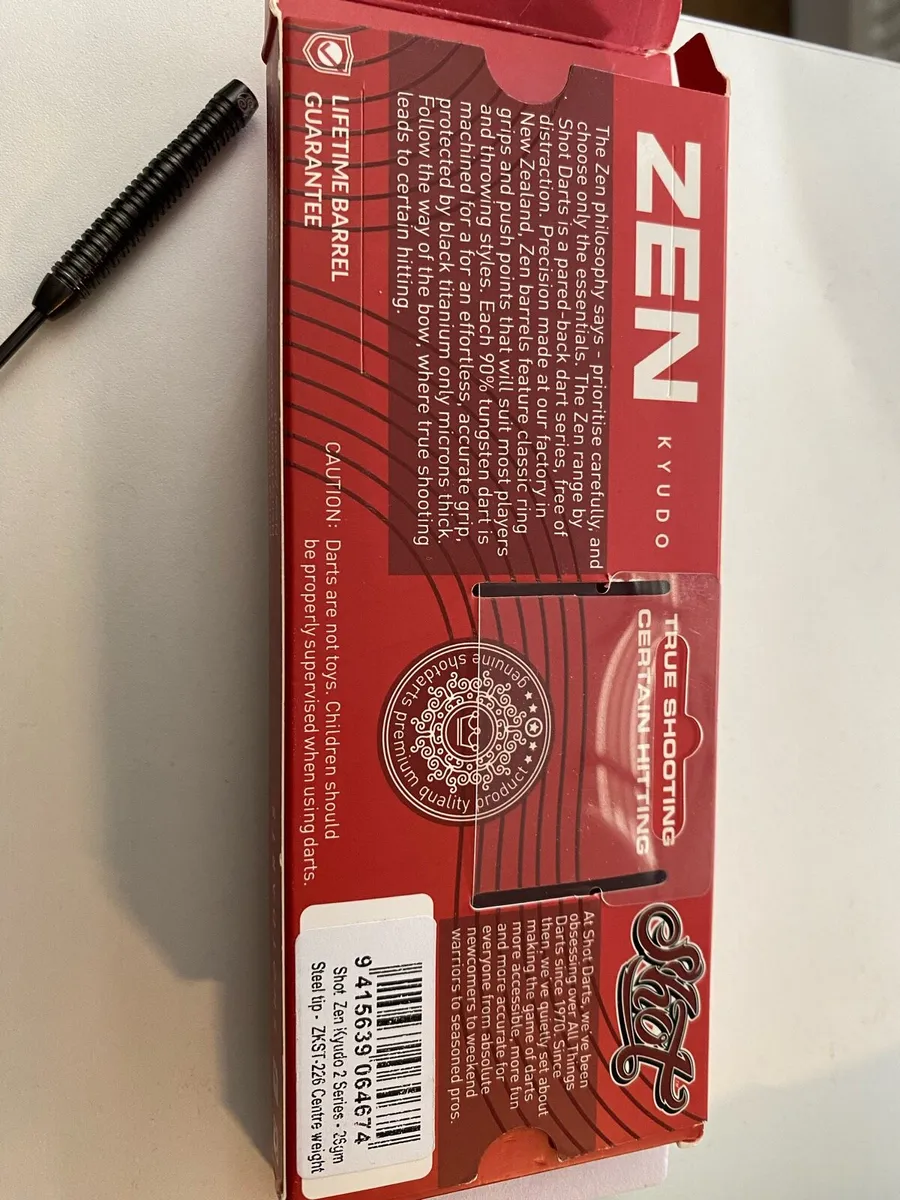 ZEN
KYUDO
The Zen philosophy says - prioritise carefully, and
choose only the essentials. The Zen range by
Shot Darts is a pared-back dart series, free of
distraction. Precision made at our factory in
New Zealand, Zen barrels feature classic ring
grips and push points that will suit most players
and throwing styles. Each 90% tungsten dart is
machined for a for an effortless, accurate grip,
protected by black titanium only microns thick.
Follow the way of the bow, where true shooting
leads to certain hitting.
LIFETIME BARREL
GUARANTEE
TRUE SHOOTING
CERTAIN HITTING
genuine shotdarts premium quality product
CAUTION: Darts are not toys. Children should
be properly supervised when using darts.
Shot
At Shot Darts, we've been
obsessing over All Things
Darts since 1970. Since
then, we've quietly set about
making the game of darts
more accessible, more fun
and more accurate for
everyone from absolute
newcomers to weekend
warriors to seasoned pros.
9 415639 064674
Shot Zen Kyudo 2 Series - 26gm
Steel tip - ZKST-226 Centre weight